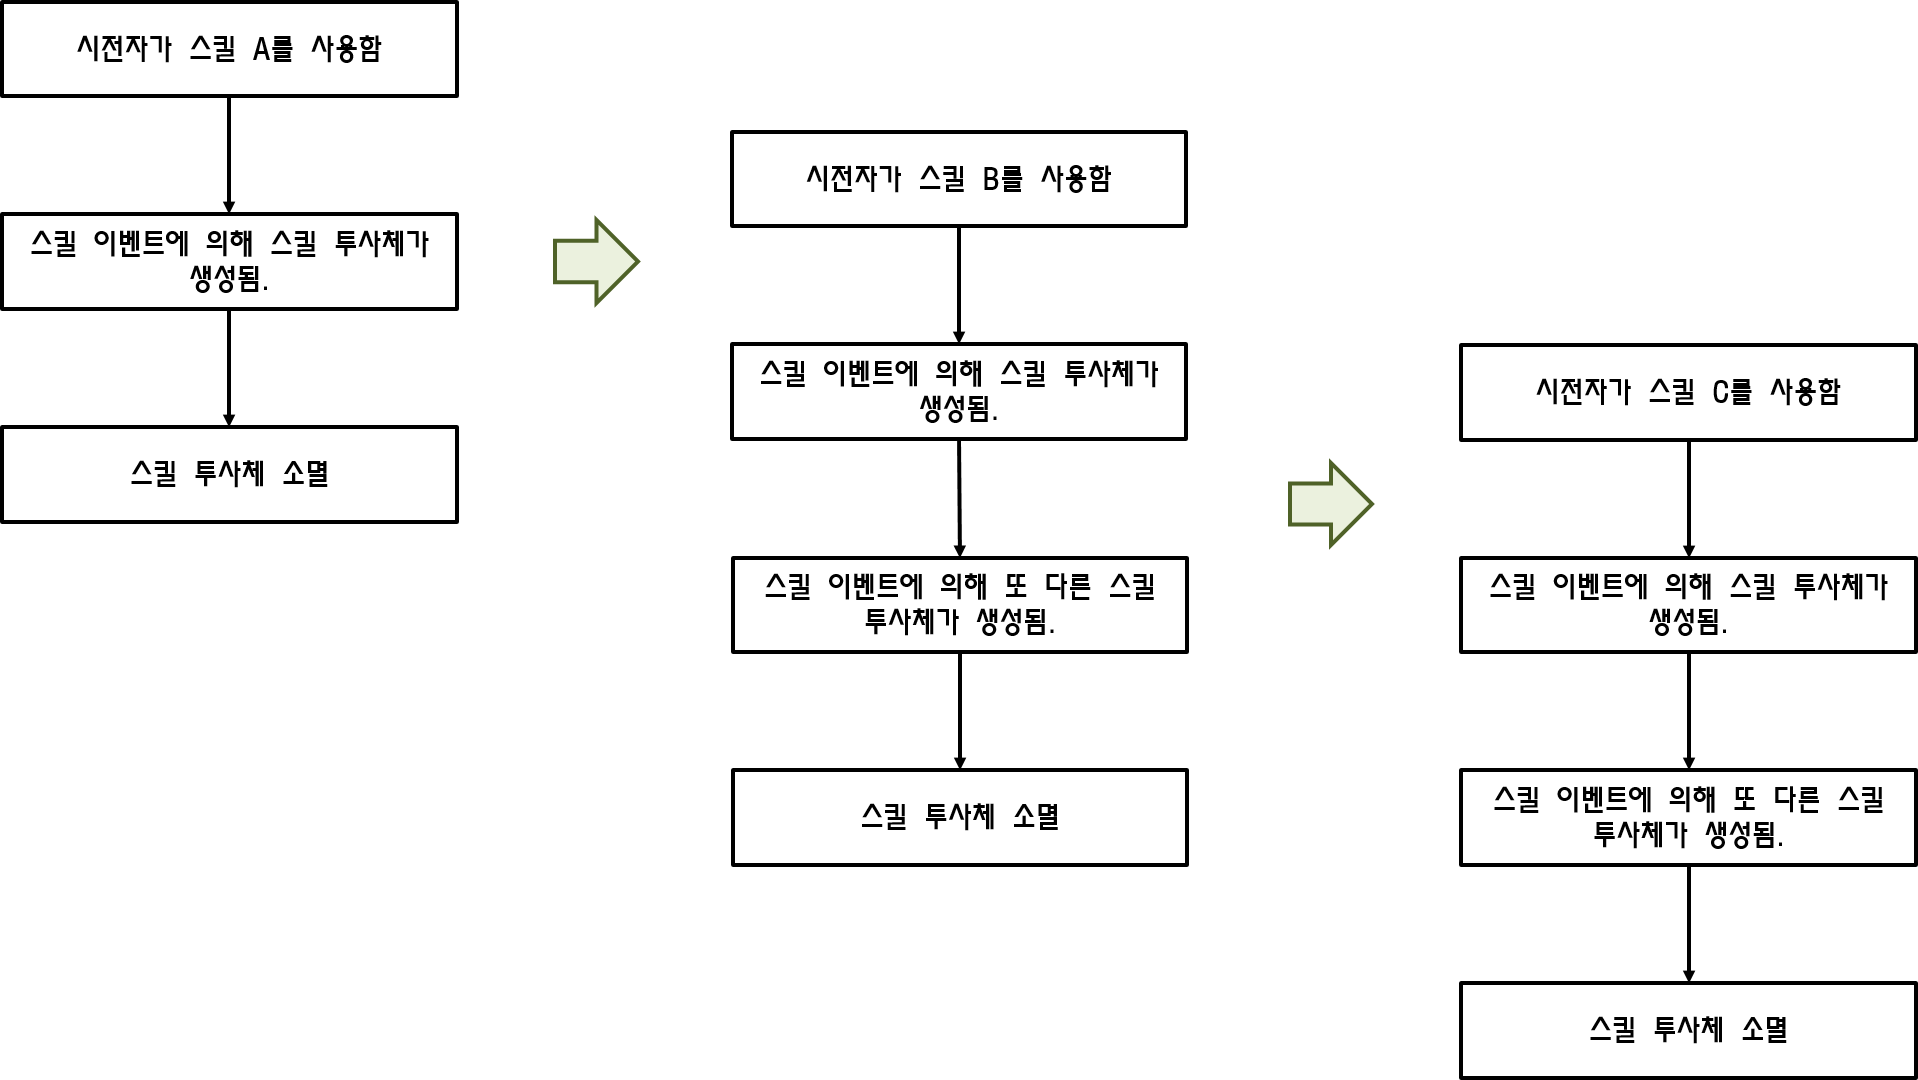 시전자가 스킬 A를 사용함
스킬 이벤트에 의해 스킬 투사체가
생성됨.
스킬 투사체 소멸
시전자가 스킬 B를 사용함
스킬 이벤트에 의해 스킬 투사체가
생성됨.
스킬 이벤트에 의해 또 다른 스킬
투사체가 생성됨.
스킬 투사체 소멸
시전자가 스킬 C를 사용함
스킬 이벤트에 의해 스킬 투사체가
생성됨.
스킬 이벤트에 의해 또 다른 스킬
투사체가 생성됨.
스킬 투사체 소멸